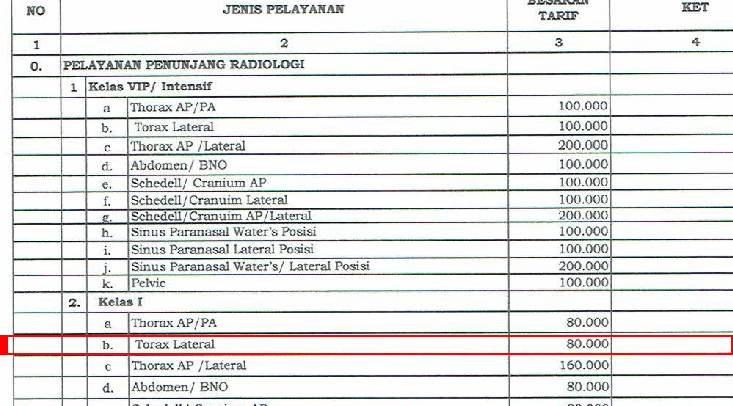 NO JENIS PELAYANAN BESARAN TARIF KET
1 2 3 4
0. PELAYANAN PENUNJANG RADIOLOGI
1 Kelas VIP/ Intensif
a Thorax AP/PA 100.000
b. Torax Lateral 100.000
c Thorax AP /Lateral 200.000
d. Abdomen/ BNO 100.000
e. Schedell/ Cranium AP 100.000
f. Schedell/Cranuim Lateral 100.000
g. Schedell/Cranuim AP/Lateral 200.000
h. Sinus Paranasal Water's Posisi 100.000
i. Sinus Paranasal Lateral Posisi 100.000
j. Sinus Paranasal Water's/ Lateral Posisi 200.000
k. Pelvic 100.000
2. Kelas I
a Thorax AP/PA 80.000
b. Torax Lateral 80.000
c Thorax AP /Lateral 160.000
d. Abdomen/ BNO 80.000